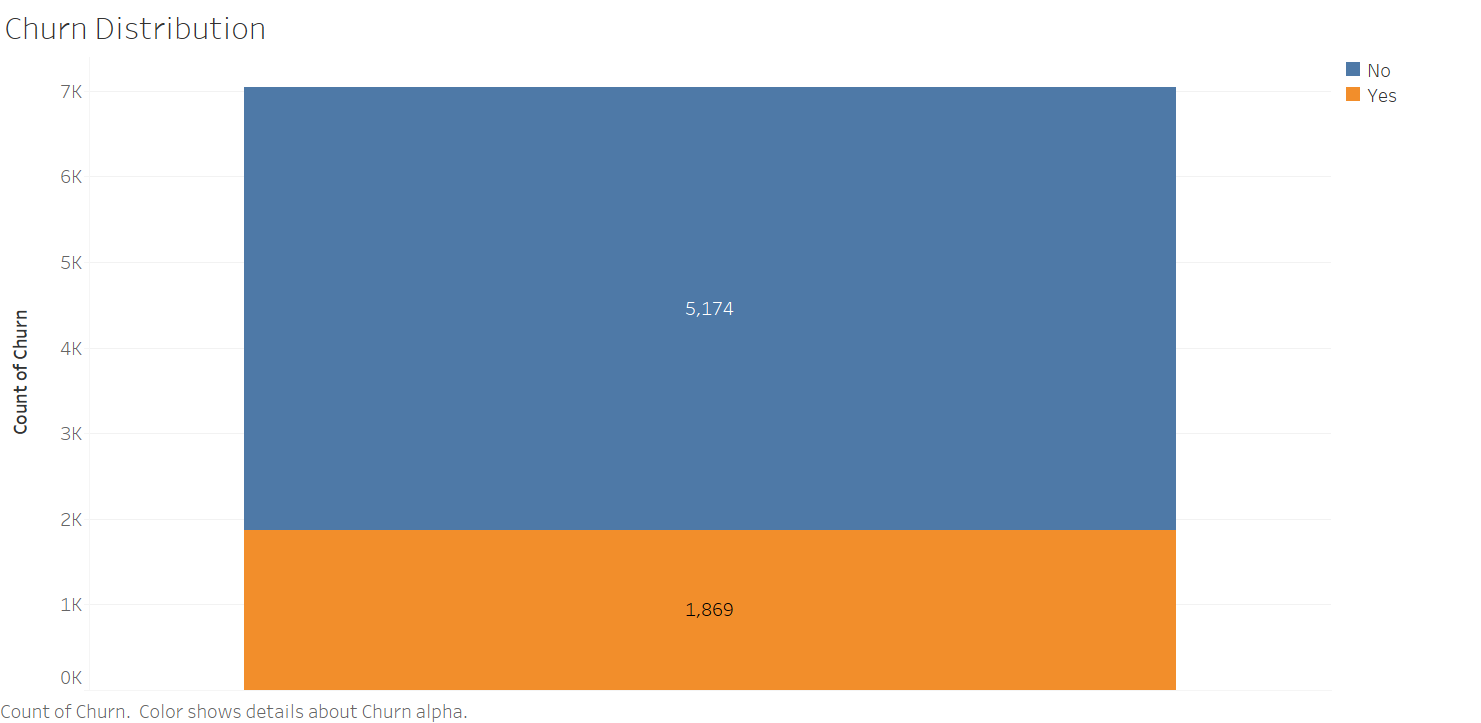 Churn Distribution
No
Yes
7K
6K
5K
4K
3K
2K
1K
0K
Count of Churn
5,174
1,869
Count of Churn.  Color shows details about Churn alpha.